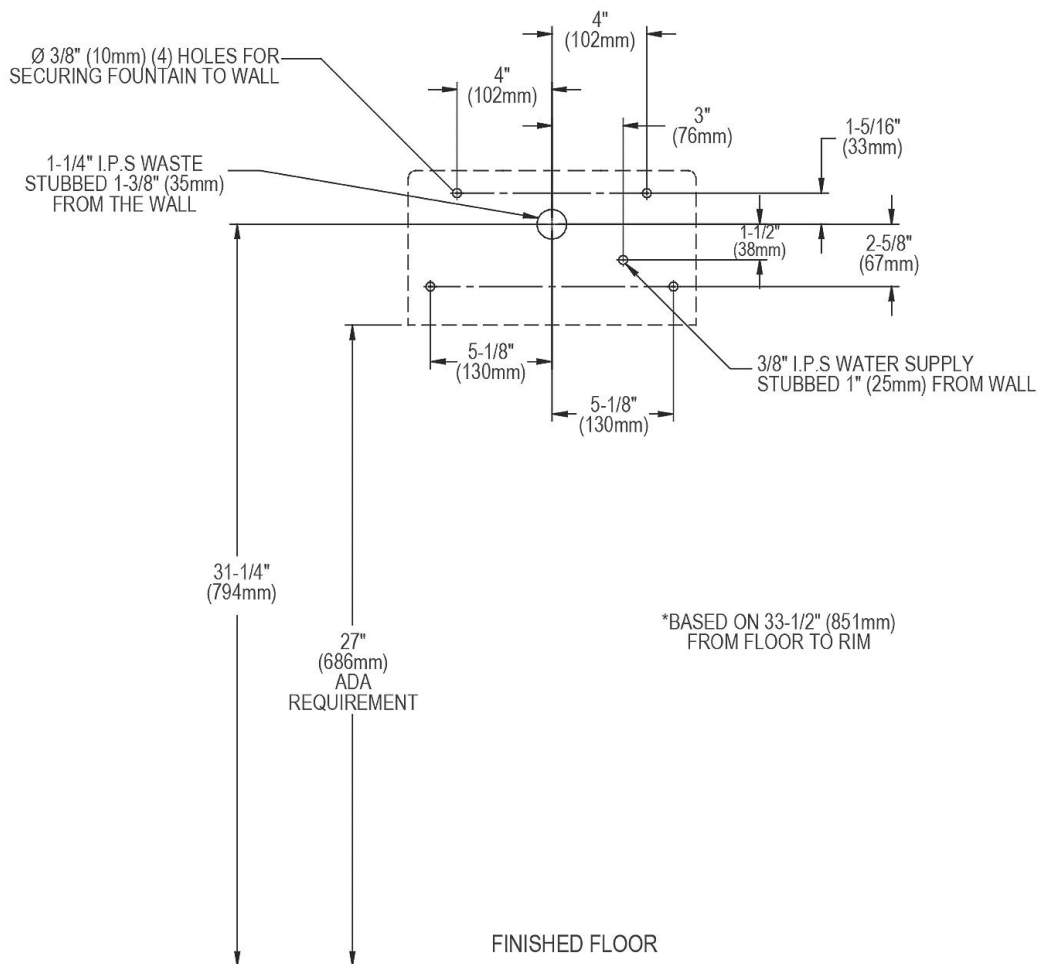 4"
(102mm)
Ø 3/8" (10mm) (4) HOLES FOR
SECURING FOUNTAIN TO WALL
4"
(102mm)
3"
(76mm)
1-5/16"
(33mm)
1-1/4" I.P.S WASTE
STUBBED 1-3/8" (35mm)
FROM THE WALL
1-1/2"
(38mm)
2-5/8"
(67mm)
5-1/8"
(130mm)
3/8" I.P.S WATER SUPPLY
STUBBED 1" (25mm) FROM WALL
5-1/8"
(130mm)
31-1/4"
(794mm)
27"
(686mm)
ADA
REQUIREMENT
*BASED ON 33-1/2" (851mm)
FROM FLOOR TO RIM
FINISHED FLOOR